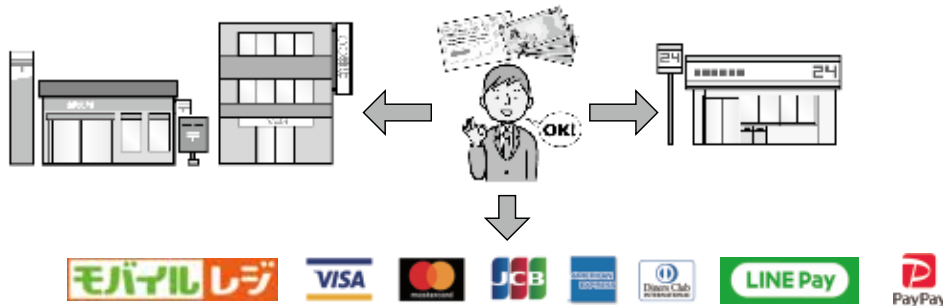 24
24
OK!
モバイルレジ
VISA
mastercard
JCB
AMERICAN
EXPRESS
Diners Club
INTERNATIONAL
LINE Pay
PayPay